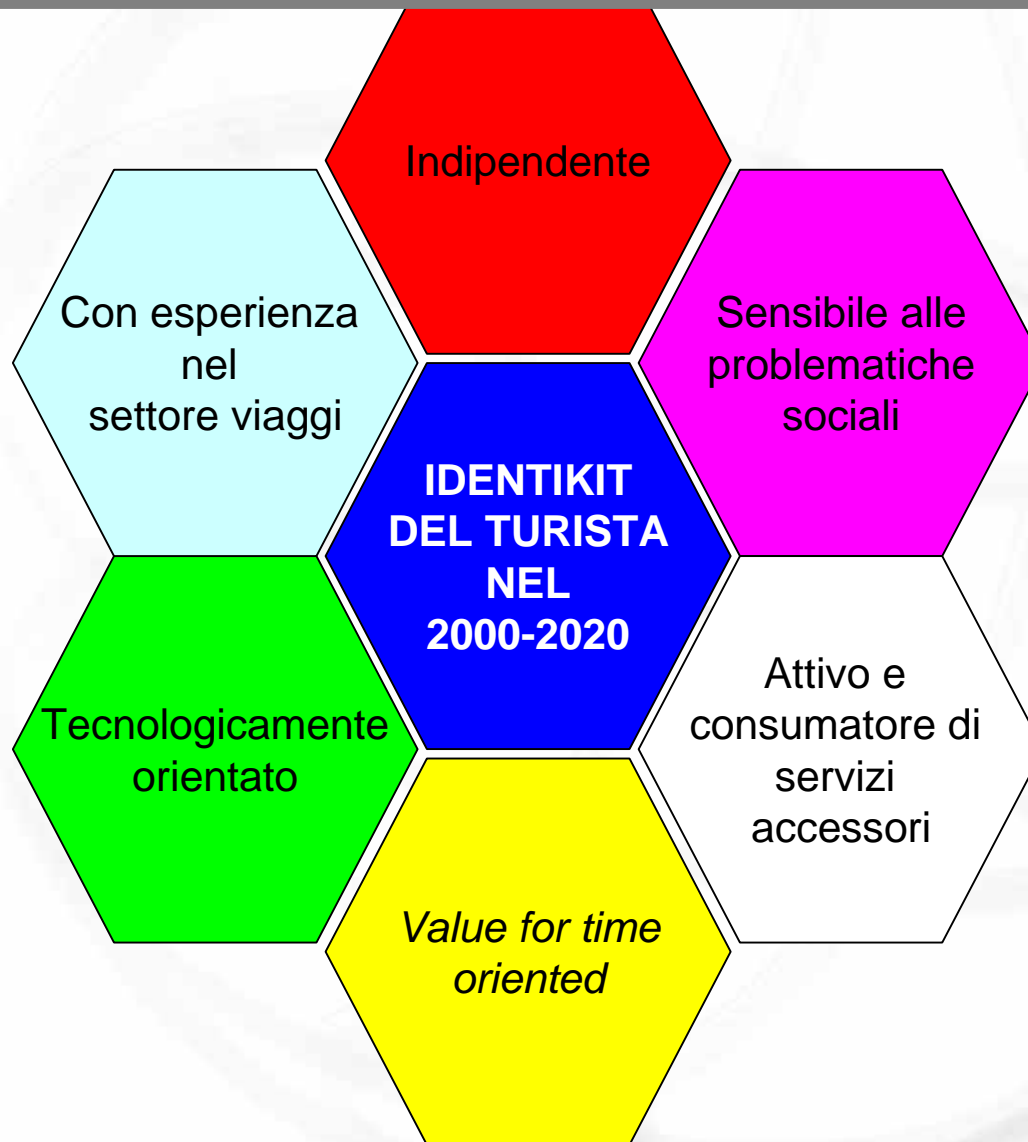 Indipendente
Con esperienza
nel
settore viaggi
Sensibile alle
problematiche
sociali
IDENTIKIT
DEL TURISTA
NEL
2000-2020
Tecnologicamente
orientato
Attivo e
consumatore di
servizi
accessori
Value for time
oriented